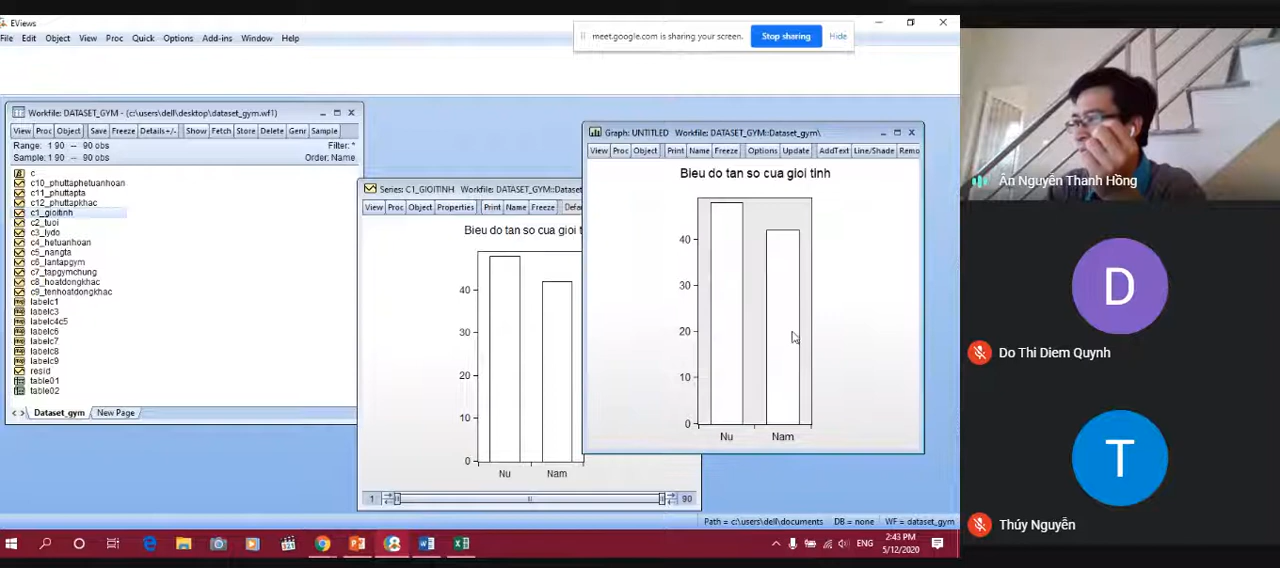 EViews
File Edit Object View Proc Quick Options Add-ins Window Help
meet.google.com is sharing your screen. Stop sharing Hide
Workfile: DATASET_GYM - (c:\users\dell\desktop\dataset_gym.wf1)
View Proc Object Save Freeze Details+/- Show Fetch Store Delete Genr Sample
Range: 1 90 -- 90 obs Filter: *
Sample: 1 90 -- 90 obs Order: Name
c
c10_phuttaphetuanhoan
c11_phuttapta
c12_phuttapkhac
c1_gioitinh
c2_tuoi
c3_lydo
c4_hetuanhoan
c5_nangta
c6_lantapgym
c7_tapgymchung
c8_hoatdongkhac
c9_tenhoatdongkhac
labelc1
labelc3
labelc4c5
labelc6
labelc7
labelc8
labelc9
resid
table01
table02
Dataset_gym New Page
Series: C1_GIOITINH Workfile: DATASET_GYM::Datase
View Proc Object Properties Print Name Freeze Defa
Bieu do tan so cua gioi t
40
30
20
10
0
Nu Nam
1 90
Graph: UNTITLED Workfile: DATASET_GYM::Dataset_gym\
View Proc Object Print Name Freeze Options Update AddText Line/Shade Remo
Bieu do tan so cua gioi tinh
40
30
20
10
0
Nu Nam
Path = c:\users\dell\documents DB = none WF = dataset_gym
ENG
2:43 PM
5/12/2020
Ân Nguyễn Thanh Hồng
D
Do Thi Diem Quynh
T
Thúy Nguyễn